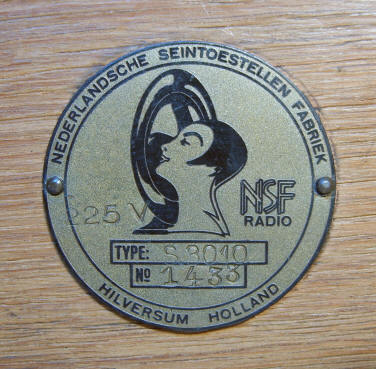 NEDERLANDSCHE SEINTOESTELLEN FABRIEK
NSF
RADIO
225 V
TYPE: S 3010
No 1433
HILVERSUM HOLLAND